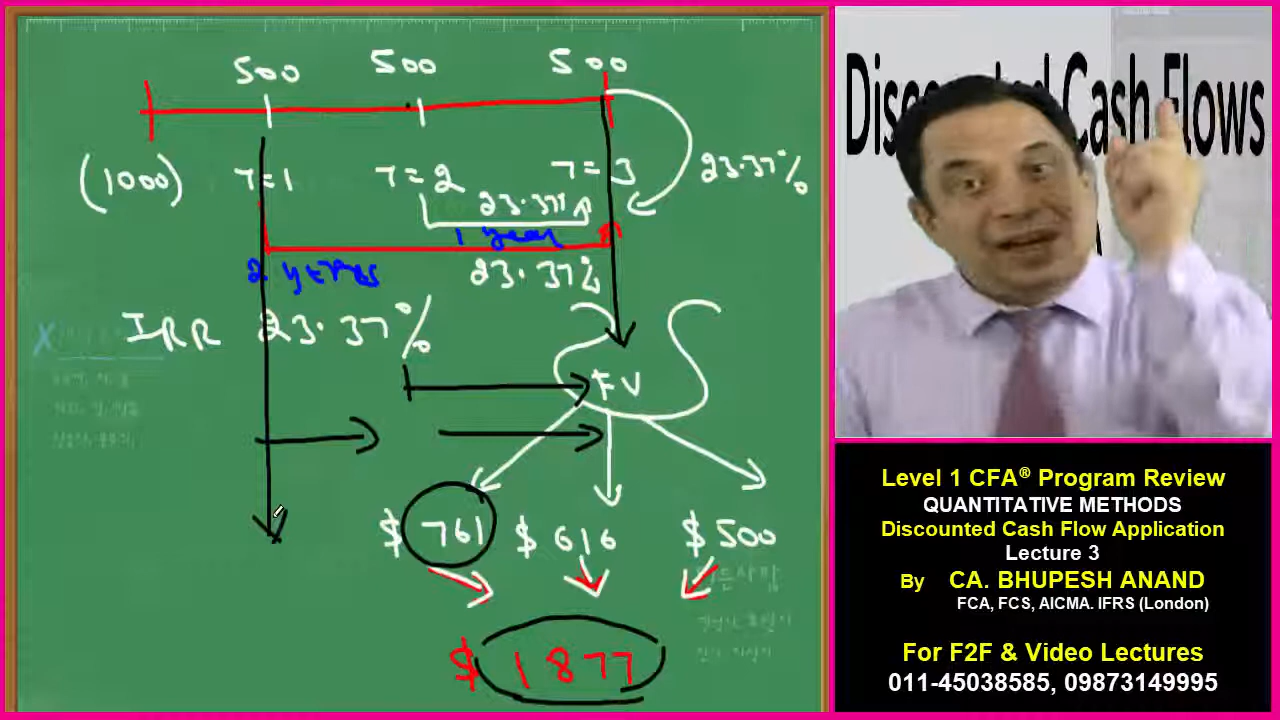 500 500 500
(1000) T=1 T=2 T=3 23.37%
23.37%
1 year
2 years 23.37%
IRR 23.37%
FV
$ 761 $ 616 $ 500
$ 1877
Discounted Cash Flows
Level 1 CFA® Program Review
QUANTITATIVE METHODS
Discounted Cash Flow Application
Lecture 3
By CA. BHUPESH ANAND
FCA, FCS, AICMA. IFRS (London)
For F2F & Video Lectures
011-45038585, 09873149995